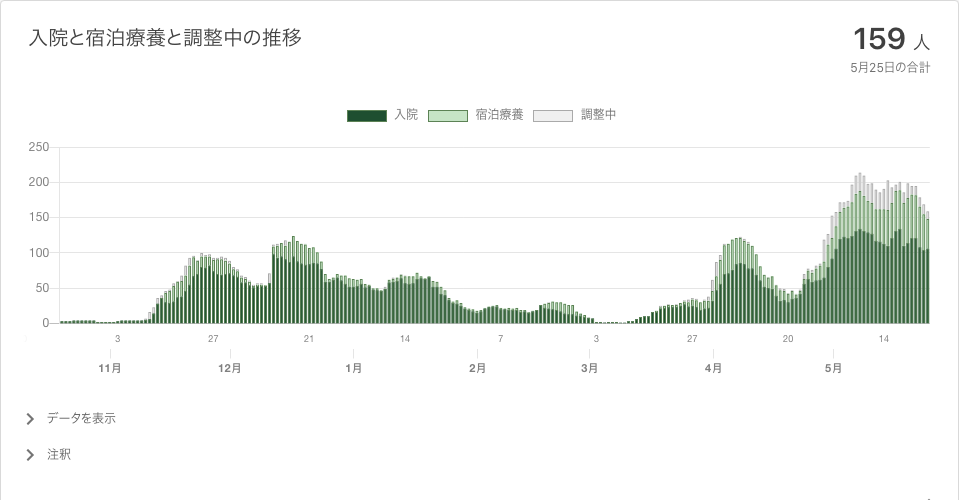 入院と宿泊療養と調整中の推移
159 人
5月25日の合計
入院 宿泊療養 調整中
250
200
150
100
50
0
3 27 21 14 7 3 27 20 14
11月 12月 1月 2月 3月 4月 5月
データを表示
注釈